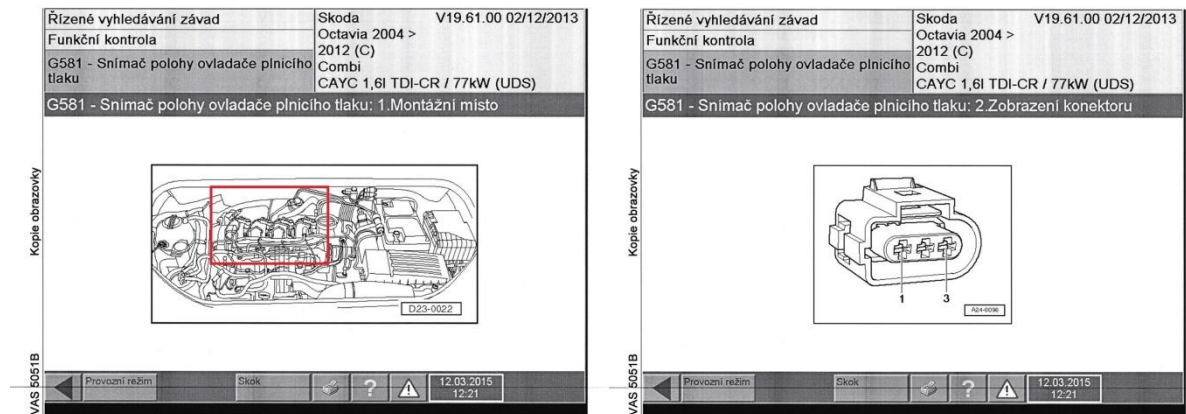 Řízené vyhledávání závad
Funkční kontrola
G581 - Snímač polohy ovladače plnicího
tlaku
Skoda V19.61.00 02/12/2013
Octavia 2004 >
2012 (C)
Combi
CAYC 1,6l TDI-CR / 77kW (UDS)
G581 - Snímač polohy ovladače plnicího tlaku: 1.Montážní místo
Kopie obrazovky
D23-0022
VAS 5051B
Provozní režim
Skok
?
12.03.2015
12:21
Řízené vyhledávání závad
Funkční kontrola
G581 - Snímač polohy ovladače plnicího
tlaku
Skoda V19.61.00 02/12/2013
Octavia 2004 >
2012 (C)
Combi
CAYC 1,6l TDI-CR / 77kW (UDS)
G581 - Snímač polohy ovladače plnicího tlaku: 2.Zobrazení konektoru
Kopie obrazovky
1 3
A24-0096
VAS 5051B
Provozní režim
Skok
?
12.03.2015
12:21